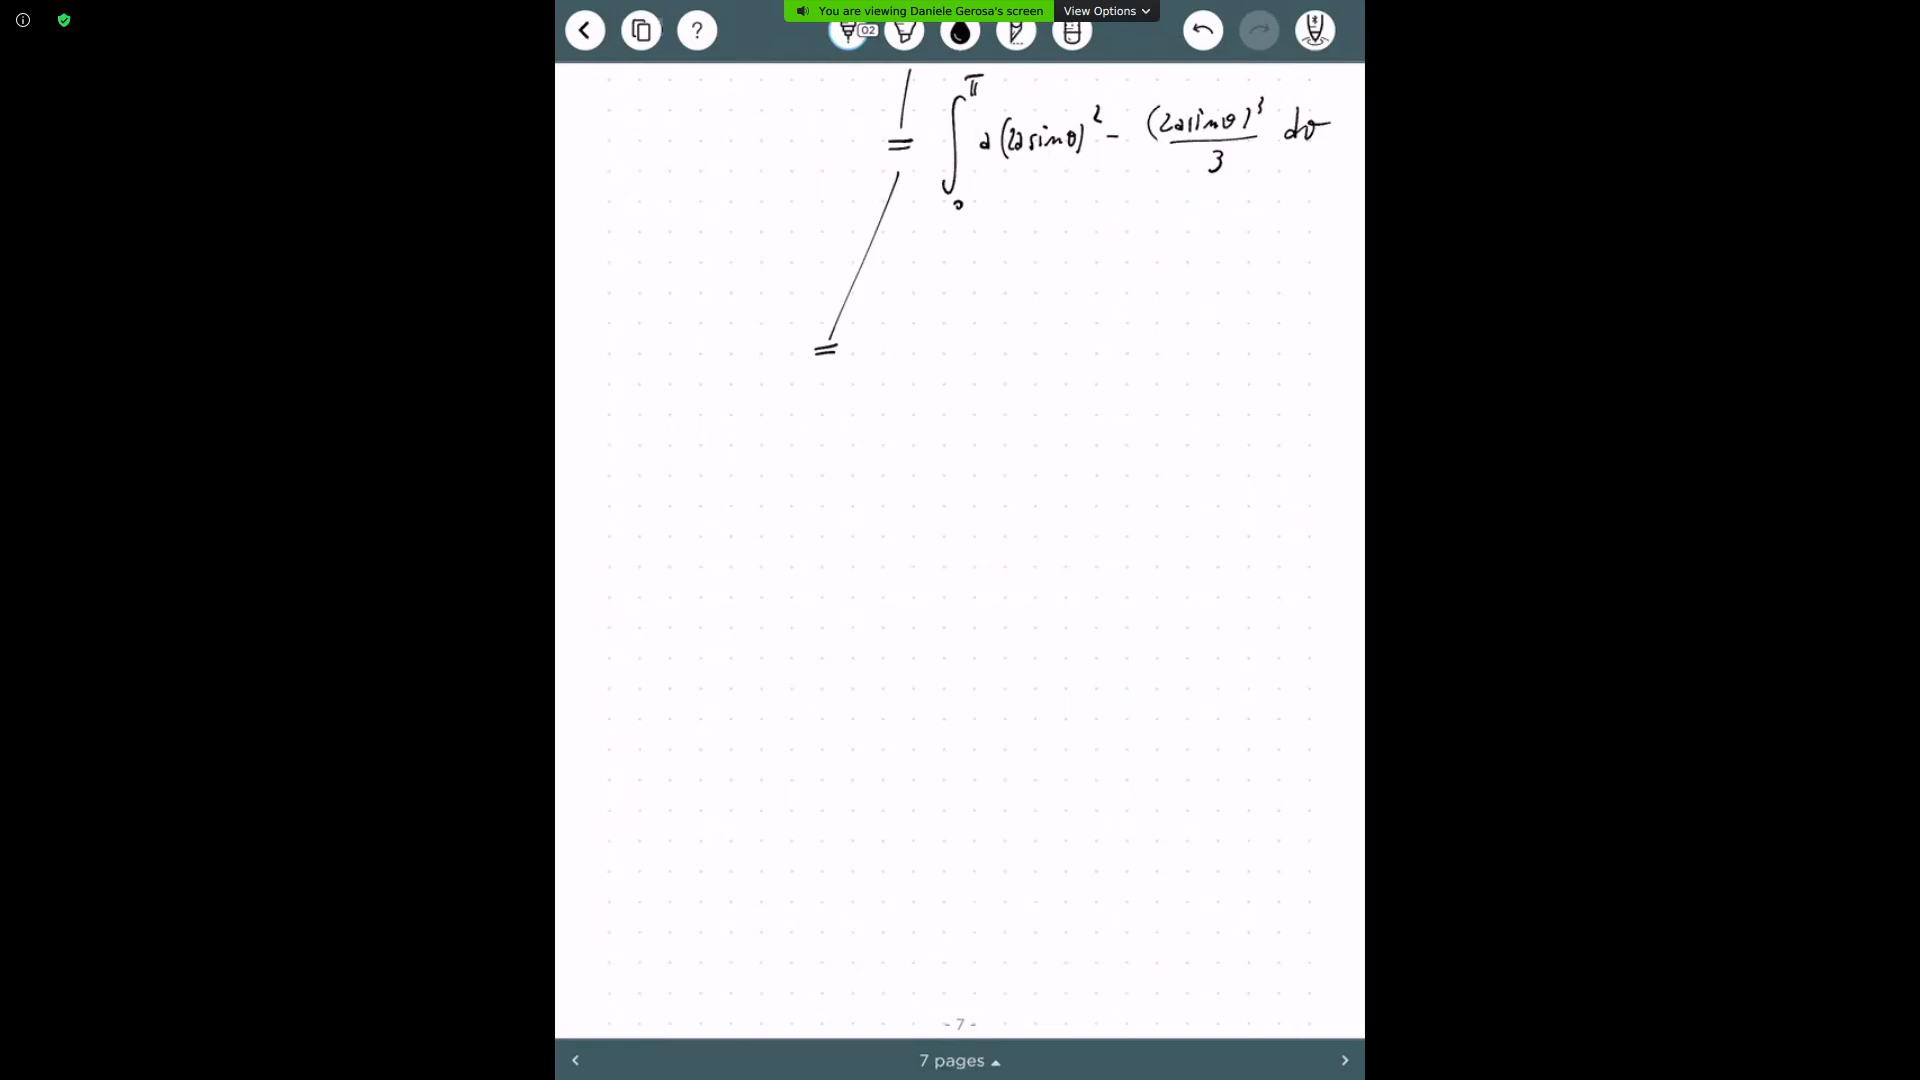 You are viewing Daniele Gerosa's screen View Options
? 02
= ∫₀^π a(2a sinθ)² - (2a sinθ)³/3 dθ
=
- 7 -
7 pages